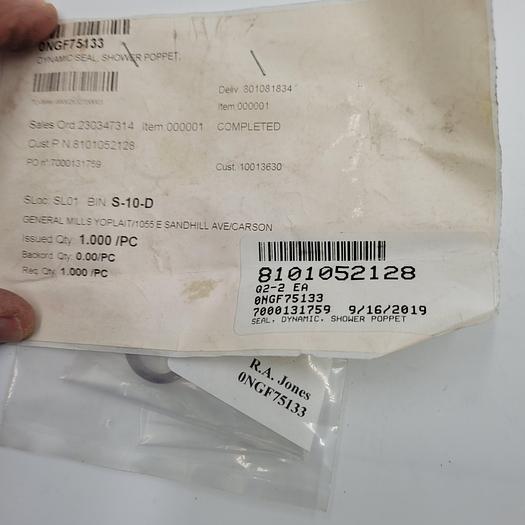 0NGF75133
DYNAMIC SEAL, SHOWER POPPET,
Deliv 801081834
Item 000001
Sales Ord 230347314 Item 000001 COMPLETED
Cust P N 8101052128
PO n° 7000131759 Cust. 10013630
SLoc: SL01 BIN S-10-D
GENERAL MILLS YOPLAIT/1055 E SANDHILL AVE/CARSON
Issued Qty: 1.000 /PC
Backord. Qty: 0.00/PC
Req. Qty: 1.000 /PC
8101052128
Q2-2 EA
0NGF75133
7000131759 9/16/2019
SEAL, DYNAMIC, SHOWER POPPET
R.A. Jones
0NGF75133